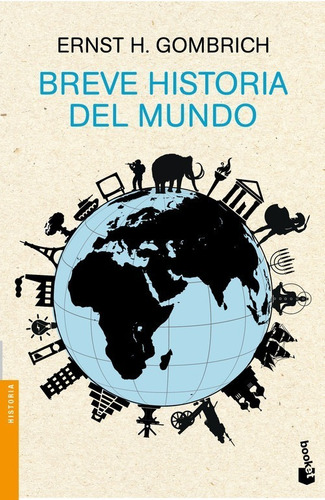 ERNST H. GOMBRICH
BREVE HISTORIA
DEL MUNDO
HISTORIA
booket